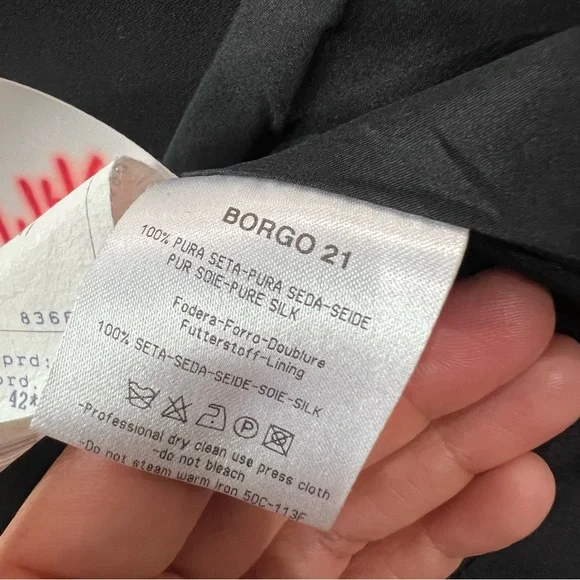 BORGO 21
100% PURA SETA-PURA SEDA-SEIDE
PUR SOIE-PURE SILK
Fodera-Forro-Doublure
Futterstoff-Lining
100% SETA-SEDA-SEIDE-SOIE-SILK
P
-Professional dry clean use press cloth
-do not bleach
-Do not steam warm iron 50C-113F
836
prd:
ord.
42*